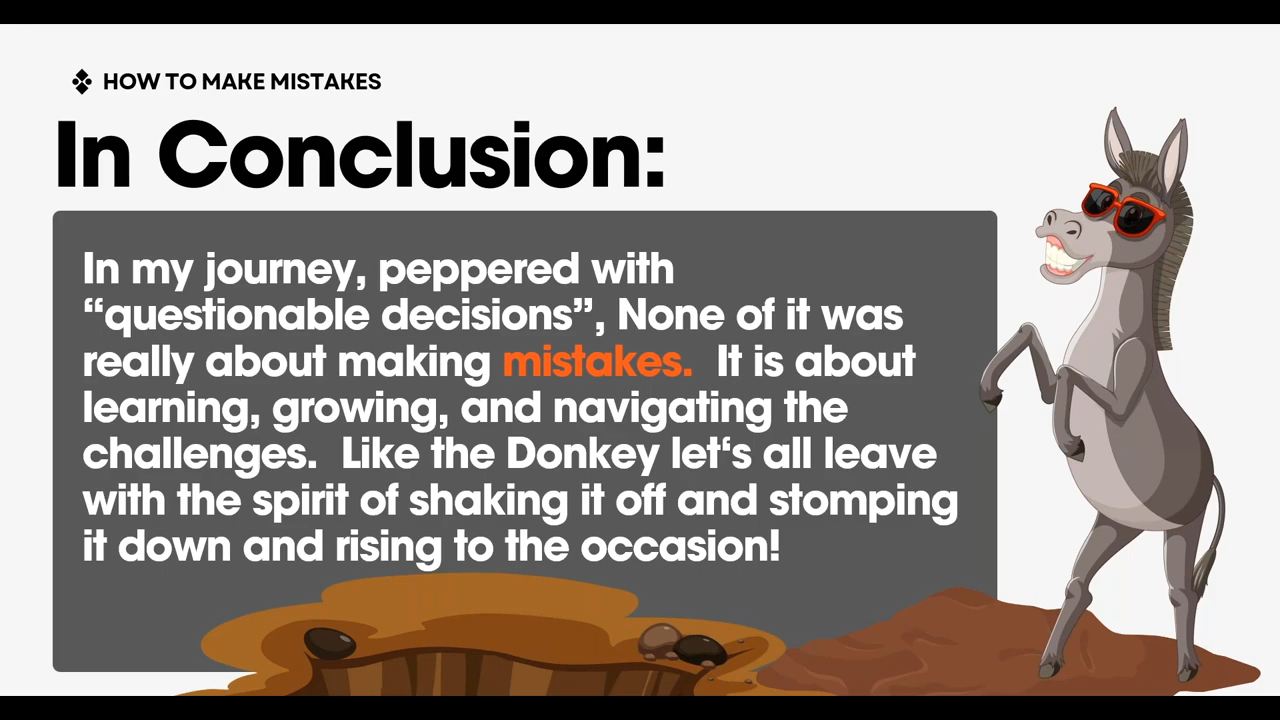 HOW TO MAKE MISTAKES
In Conclusion:
In my journey, peppered with
“questionable decisions”, None of it was
really about making mistakes.  It is about
learning, growing, and navigating the
challenges.  Like the Donkey let‘s all leave
with the spirit of shaking it off and stomping
it down and rising to the occasion!